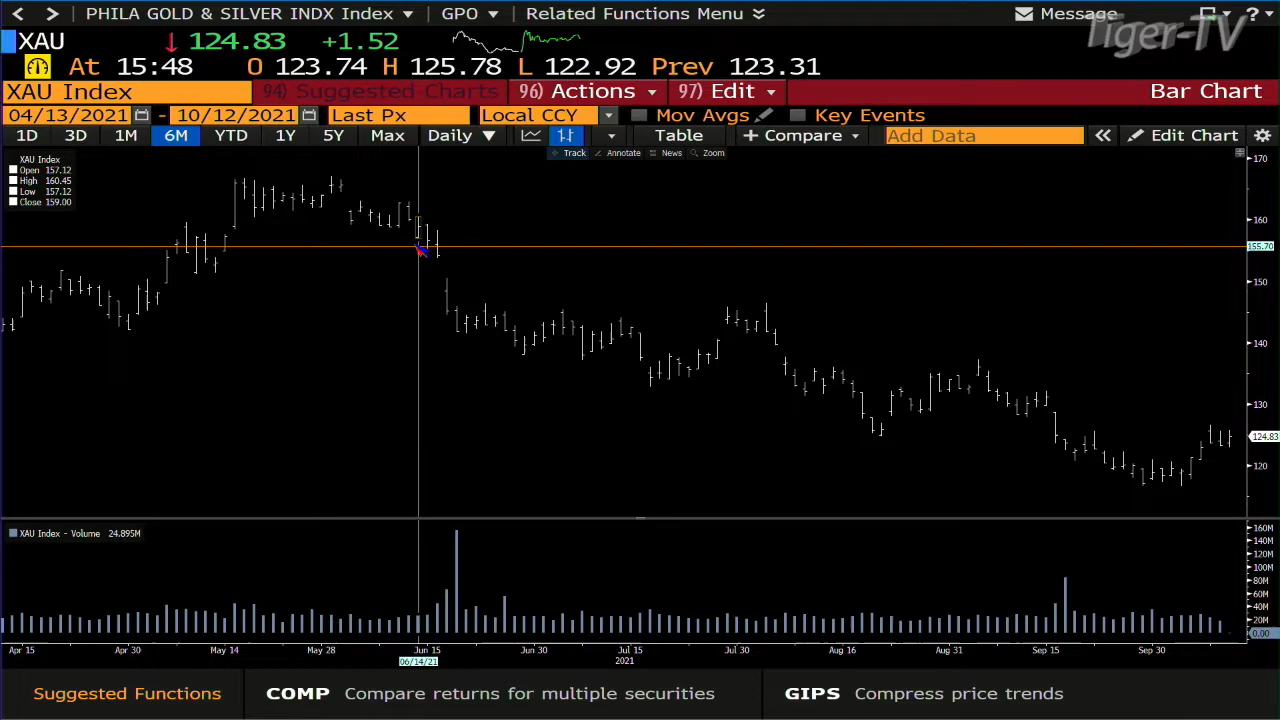 < > PHILA GOLD & SILVER INDX Index ▾ GPO ▾ Related Functions Menu Message ?
Tiger-TV
XAU ↓ 124.83 +1.52
At 15:48 O 123.74 H 125.78 L 122.92 Prev 123.31
XAU Index 94) Suggested Charts 96) Actions 97) Edit Bar Chart
04/13/2021 - 10/12/2021 Last Px Local CCY Mov Avgs Key Events
1D 3D 1M 6M YTD 1Y 5Y Max Daily ▼ Table + Compare Add Data « Edit Chart
Track Annotate News Zoom
XAU Index
Open 157.12
High 160.45
Low 157.12
Close 159.00
170
160
155.70
150
140
130
124.83
120
XAU Index - Volume 24.895M
160M
140M
120M
100M
80M
60M
40M
20M
0.00
Apr 15 Apr 30 May 14 May 28 Jun 15 Jun 30 Jul 15 Jul 30 Aug 16 Aug 31 Sep 15 Sep 30
06/14/21 2021
Suggested Functions COMP Compare returns for multiple securities GIPS Compress price trends